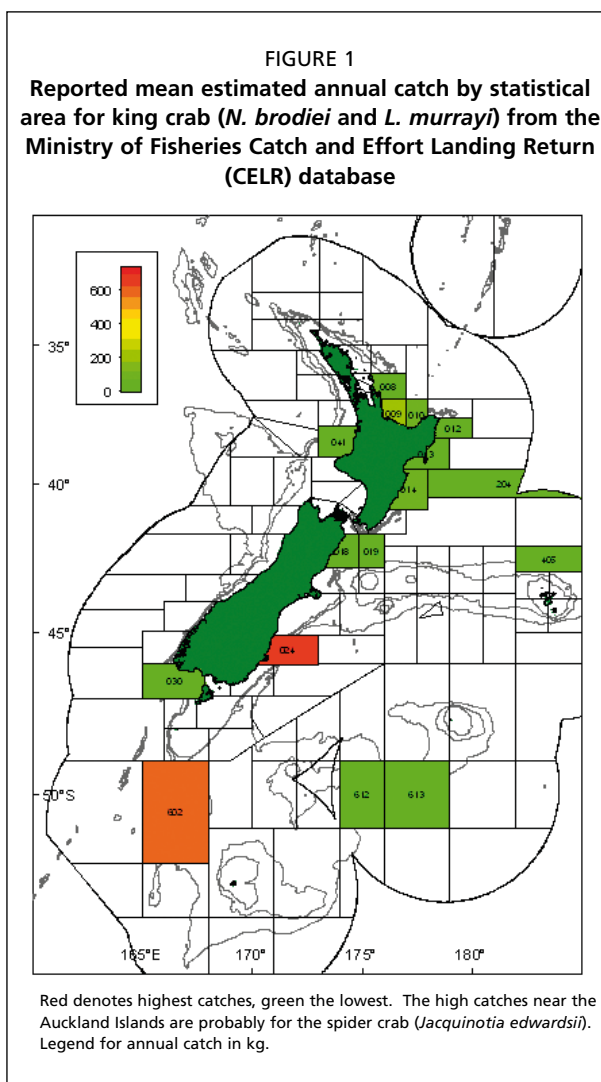 FIGURE 1
Reported mean estimated annual catch by statistical
area for king crab (N. brodiei and L. murrayi) from the
Ministry of Fisheries Catch and Effort Landing Return
(CELR) database
600
400
200
0
35°
40°
45°
50°S
165°E 170° 175° 180°
008
009 010
012
041
013
014
204
018 019
405
024
030
602
612 613
Red denotes highest catches, green the lowest. The high catches near the
Auckland Islands are probably for the spider crab (Jacquinotia edwardsii).
Legend for annual catch in kg.